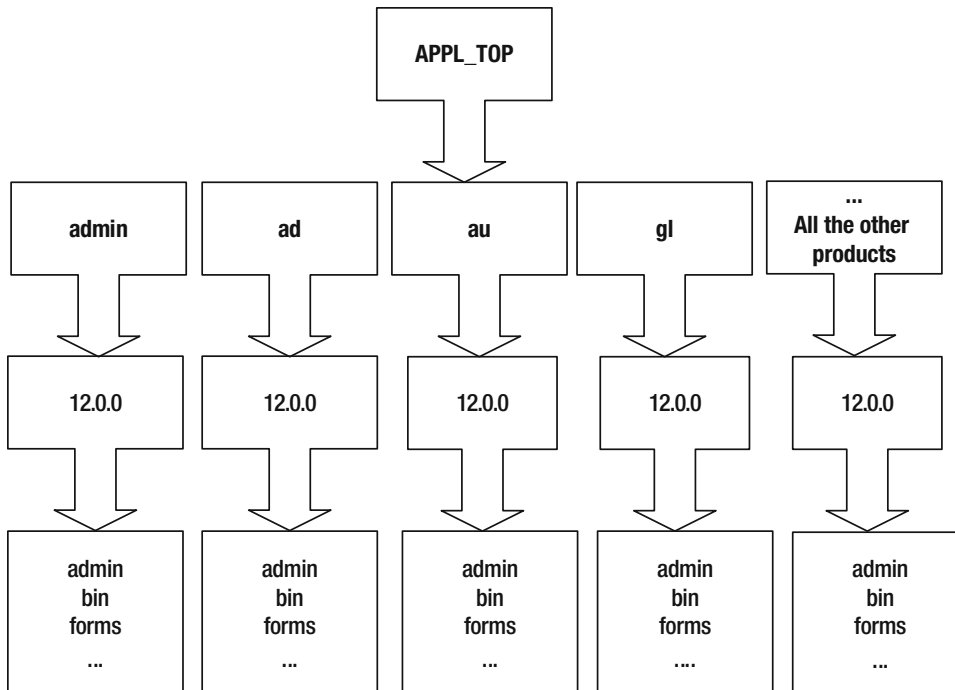 APPL_TOP
admin
ad
au
gl
...
All the other
products
12.0.0
12.0.0
12.0.0
12.0.0
12.0.0
admin
bin
forms
...
admin
bin
forms
...
admin
bin
forms
...
admin
bin
forms
....
admin
bin
forms
...